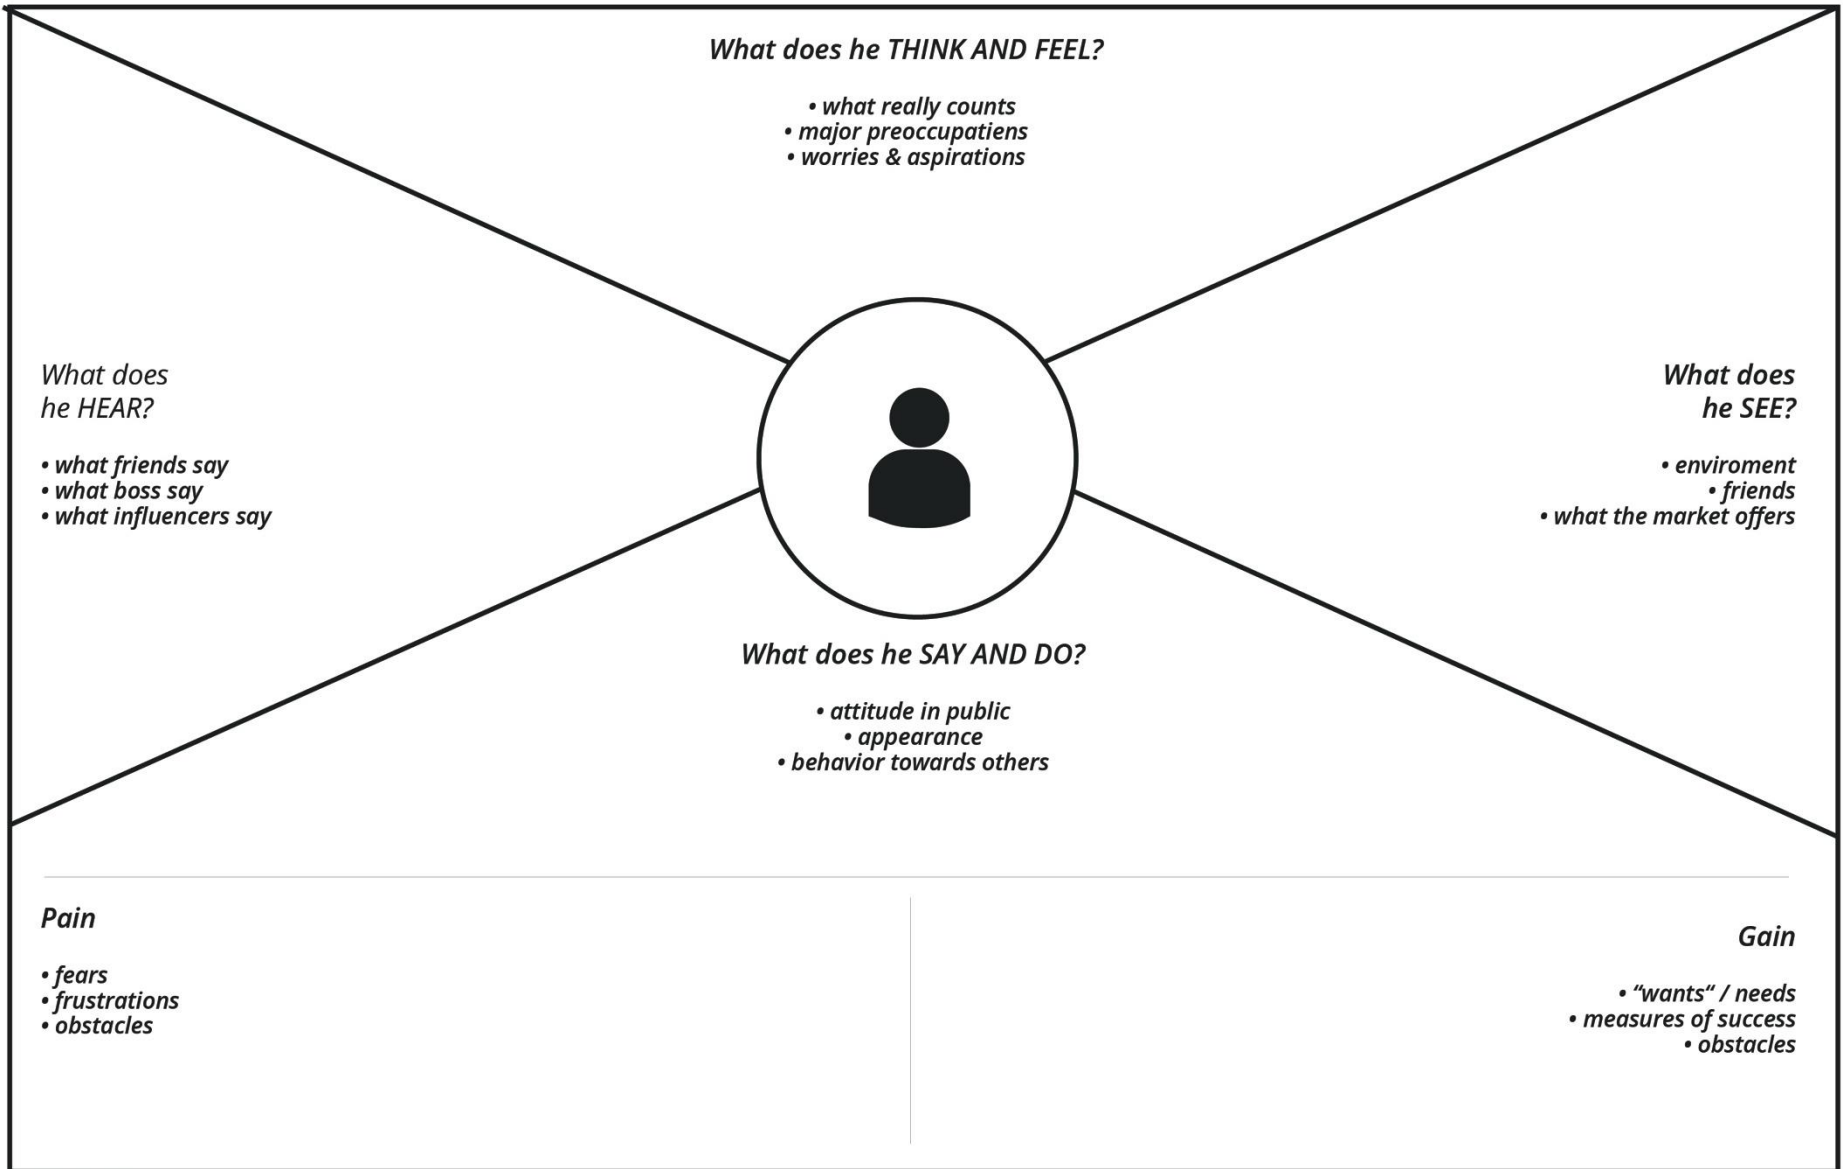 What does he THINK AND FEEL?
• what really counts
• major preoccupatiens
• worries & aspirations
What does
he HEAR?
• what friends say
• what boss say
• what influencers say
What does
he SEE?
• enviroment
• friends
• what the market offers
What does he SAY AND DO?
• attitude in public
• appearance
• behavior towards others
Pain
• fears
• frustrations
• obstacles
Gain
• “wants“ / needs
• measures of success
• obstacles